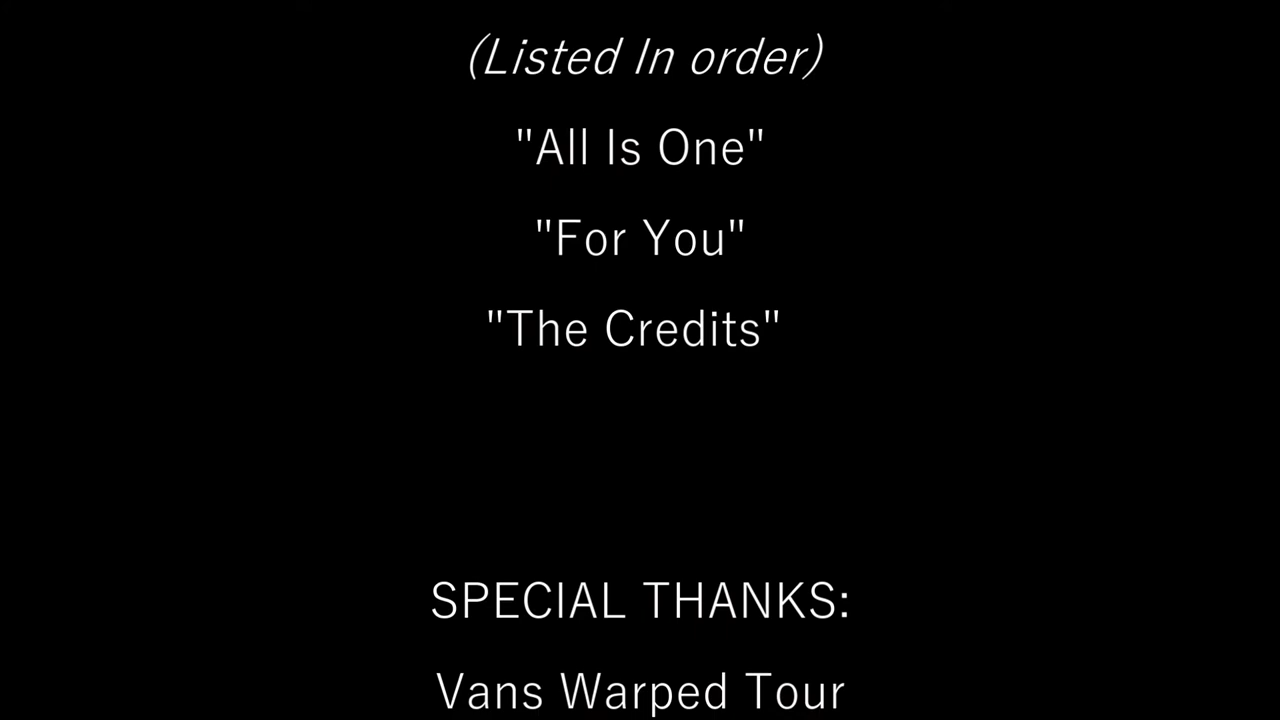 (Listed In order)
"All Is One"
"For You"
"The Credits"
SPECIAL THANKS:
Vans Warped Tour